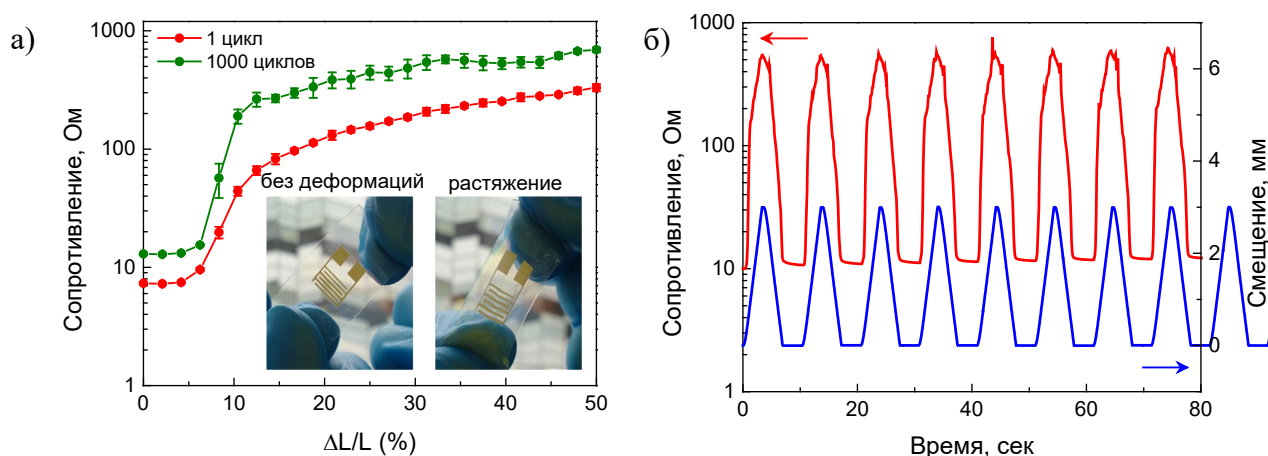 а)
1 цикл
1000 циклов
1000
100
10
1
Сопротивление, Ом
без деформаций
растяжение
0
10
20
30
40
50
ΔL/L (%)
б)
1000
100
10
1
Сопротивление, Ом
6
4
2
0
Смещение, мм
0
20
40
60
80
Время, сек